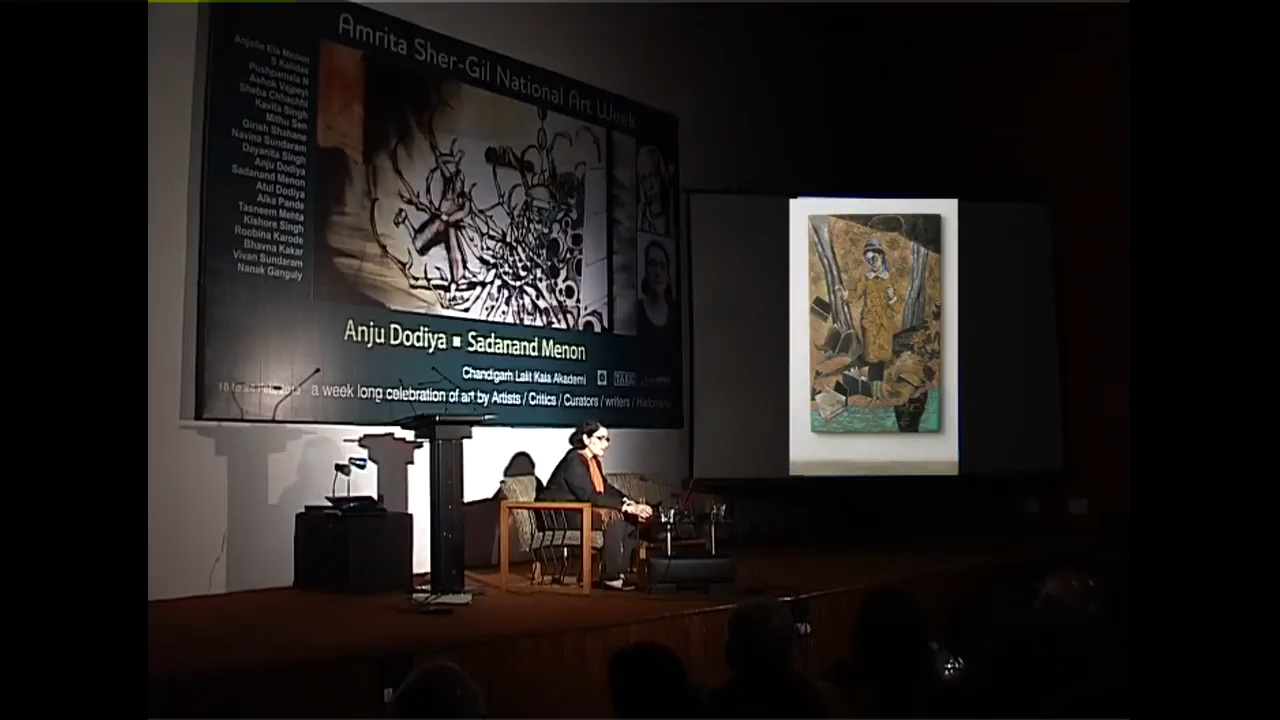 Amrita Sher-Gil National Art Week
Anjolie Ela Menon
S Kalidas
Pushpamala N
Ashok Vajpeyi
Sheba Chhachhi
Kavita Singh
Mithu Sen
Girish Shahane
Navina Sundaram
Dayanita Singh
Anju Dodiya
Sadanand Menon
Atul Dodiya
Alka Pande
Tasneem Mehta
Kishore Singh
Roobina Karode
Bhavna Kakar
Vivan Sundaram
Nanak Ganguly
Anju Dodiya ■ Sadanand Menon
Chandigarh Lalit Kala Akademi
a week long celebration of art by Artists / Critics / Curators / writers /